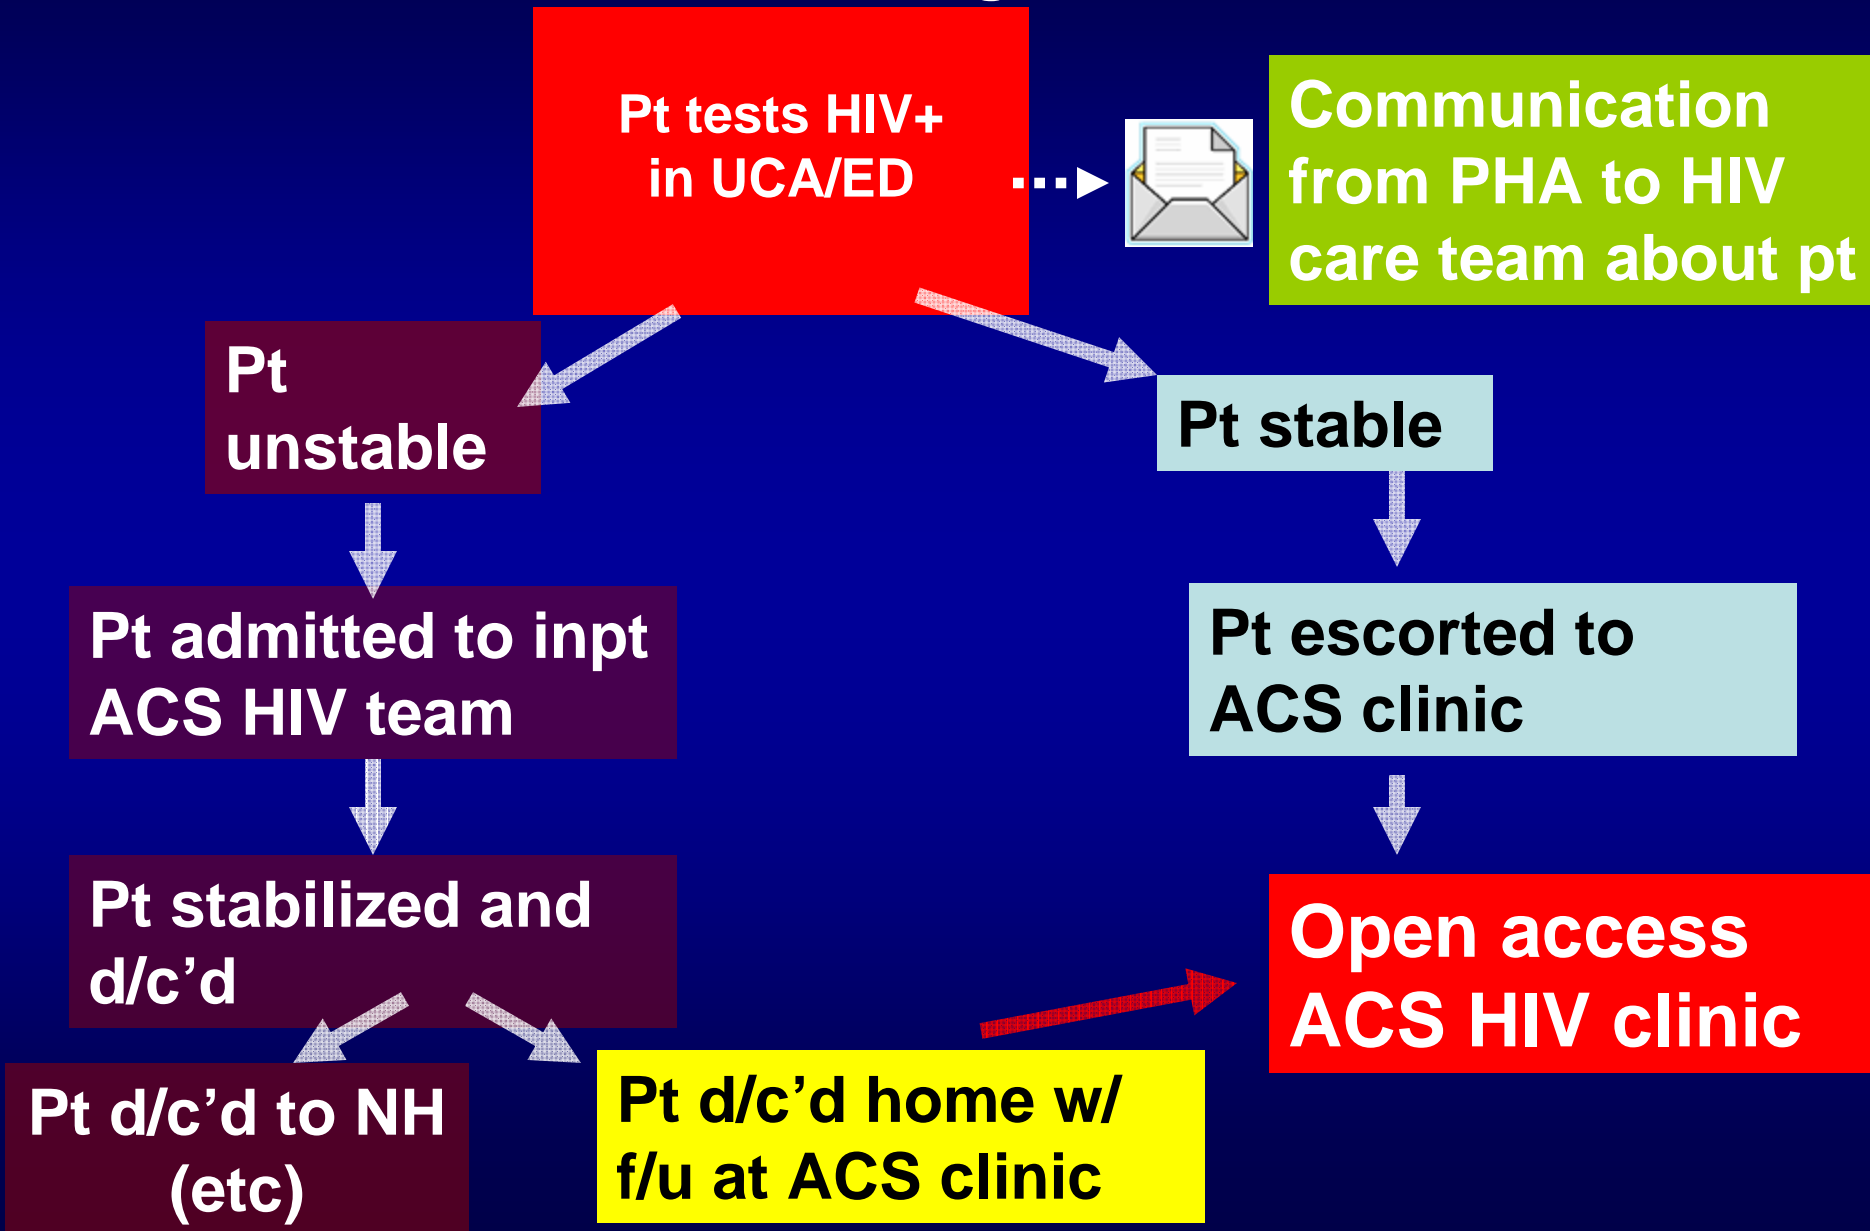 Pt tests HIV+
in UCA/ED
Communication
from PHA to HIV
care team about pt
Pt
unstable
Pt stable
Pt admitted to inpt
ACS HIV team
Pt escorted to
ACS clinic
Pt stabilized and
d/c’d
Open access
ACS HIV clinic
Pt d/c’d to NH
(etc)
Pt d/c’d home w/
f/u at ACS clinic